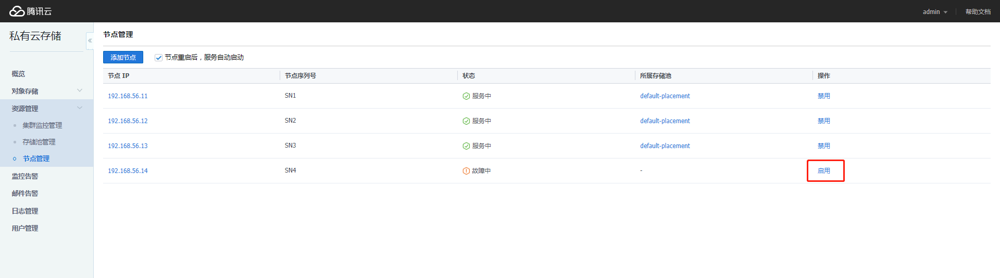 腾讯云
admin
帮助文档
私有云存储
概览
对象存储
资源管理
集群监控管理
存储池管理
节点管理
监控告警
邮件告警
日志管理
用户管理
节点管理
添加节点 节点重启后，服务自动启动
节点 IP 节点序列号 状态 所属存储池 操作
192.168.56.11 SN1 服务中 default-placement 禁用
192.168.56.12 SN2 服务中 default-placement 禁用
192.168.56.13 SN3 服务中 default-placement 禁用
192.168.56.14 SN4 故障中 - 启用